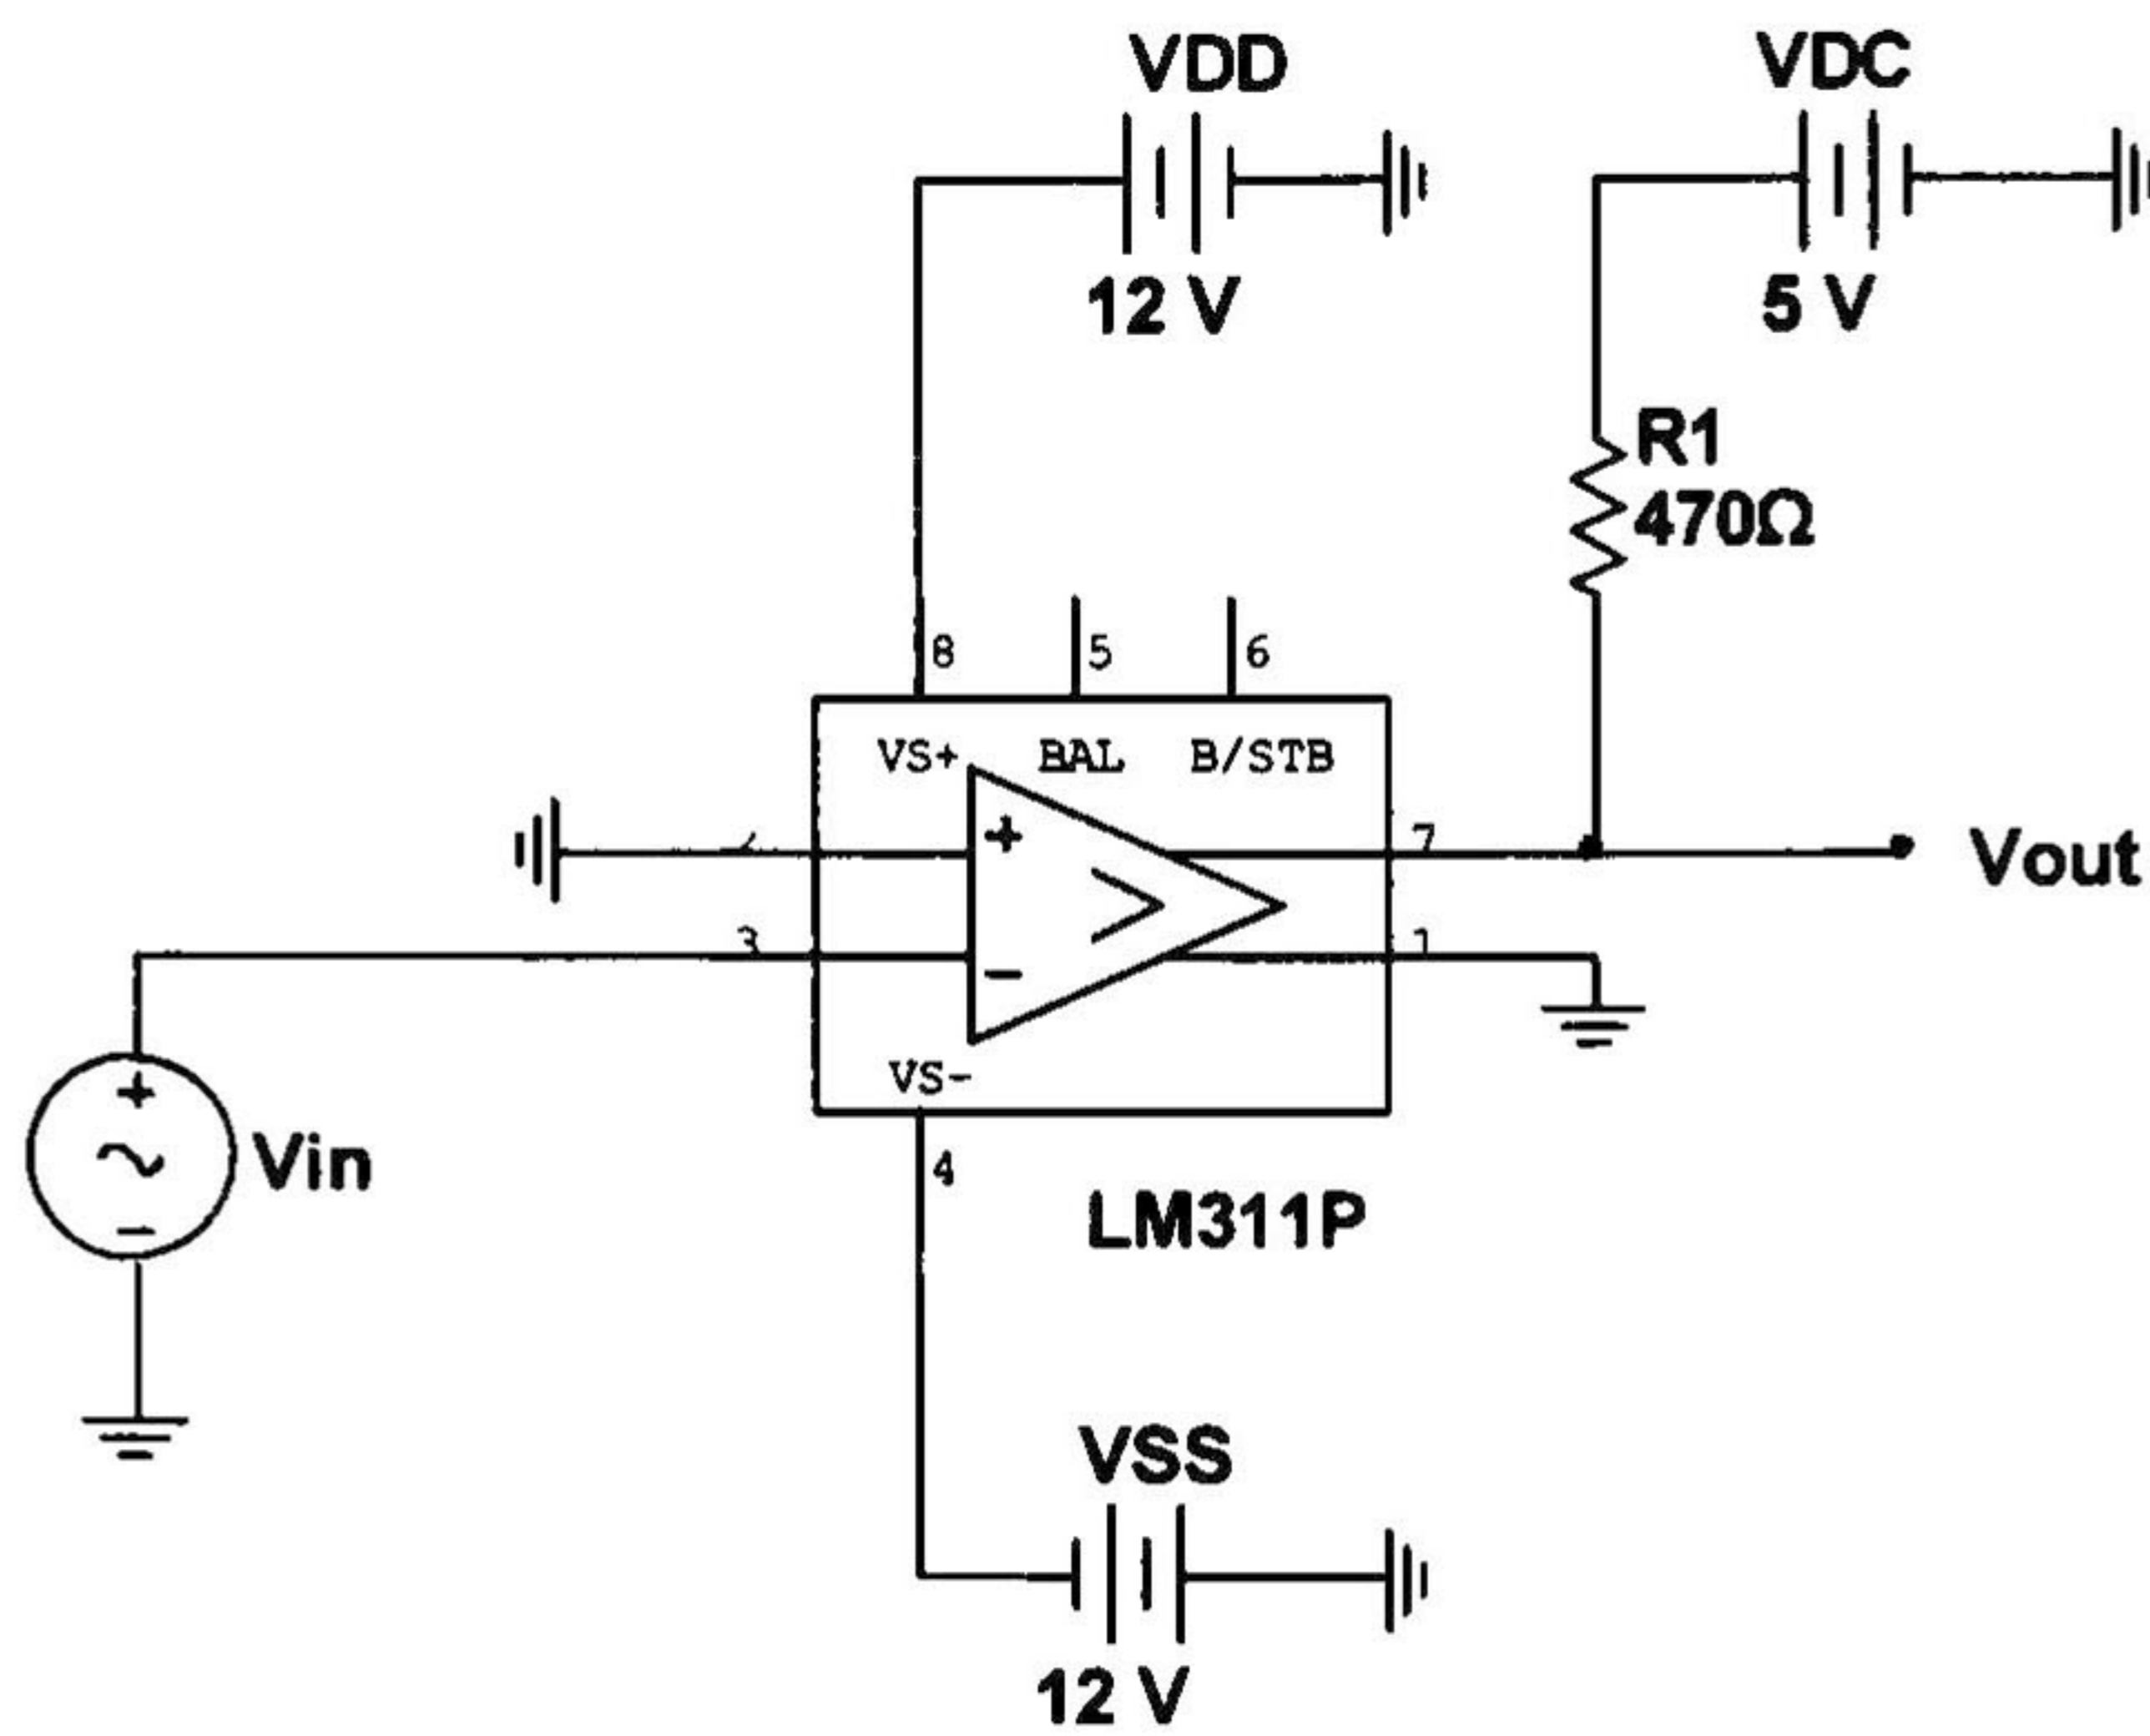 VDD
VDC
12 V
5 V
R1
470Ω
8
5
6
VS+
BAL
B/STB
+
7
Vout
3
−
1
VS-
+
Vin
−
4
LM311P
VSS
12 V